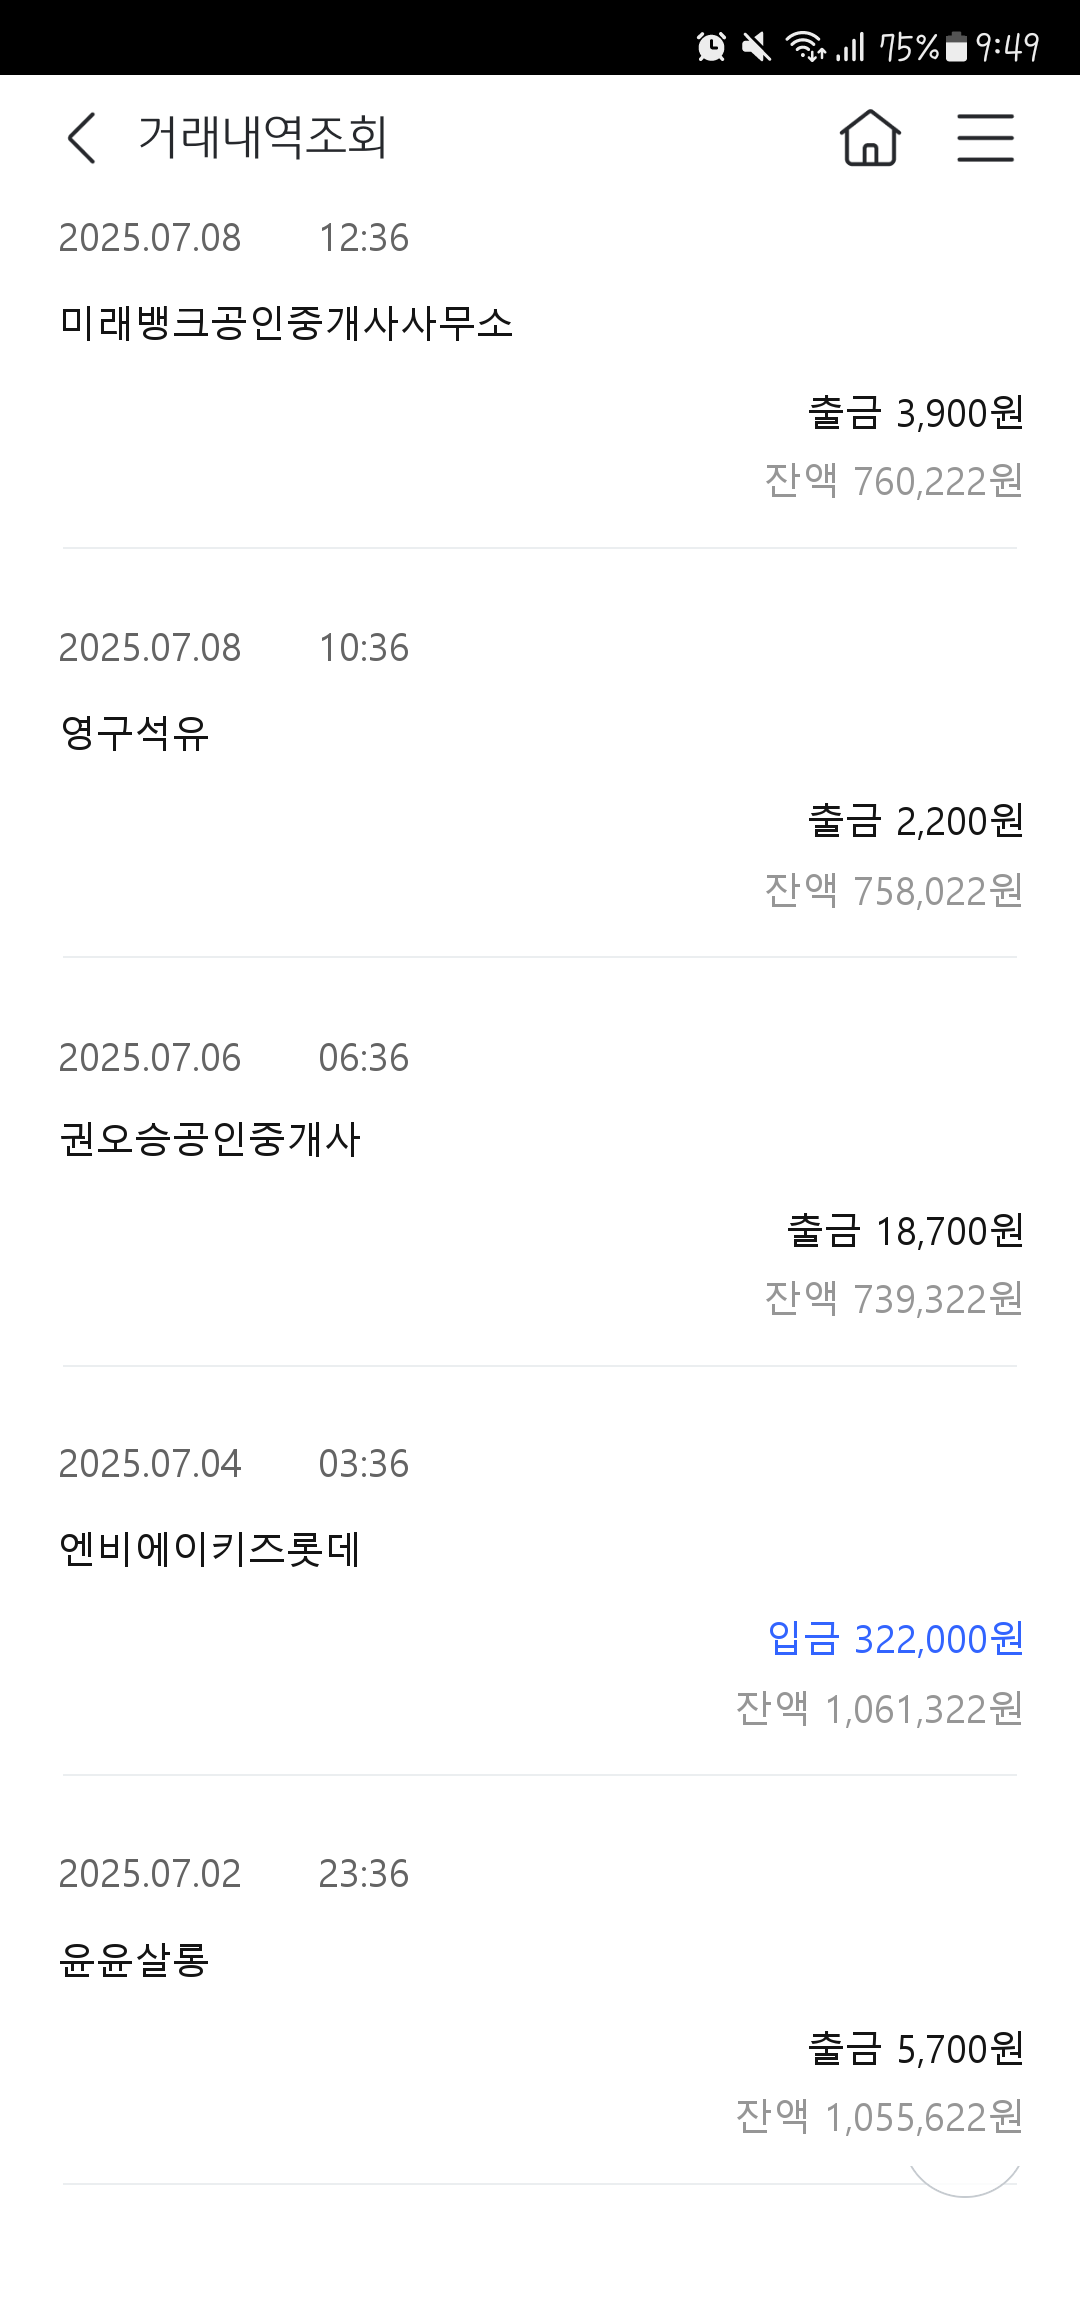 75% 9:49
거래내역조회
2025.07.08 12:36
미래뱅크공인중개사사무소
출금 3,900원
잔액 760,222원
2025.07.08 10:36
영구석유
출금 2,200원
잔액 758,022원
2025.07.06 06:36
권오승공인중개사
출금 18,700원
잔액 739,322원
2025.07.04 03:36
엔비에이키즈롯데
입금 322,000원
잔액 1,061,322원
2025.07.02 23:36
윤윤살롱
출금 5,700원
잔액 1,055,622원